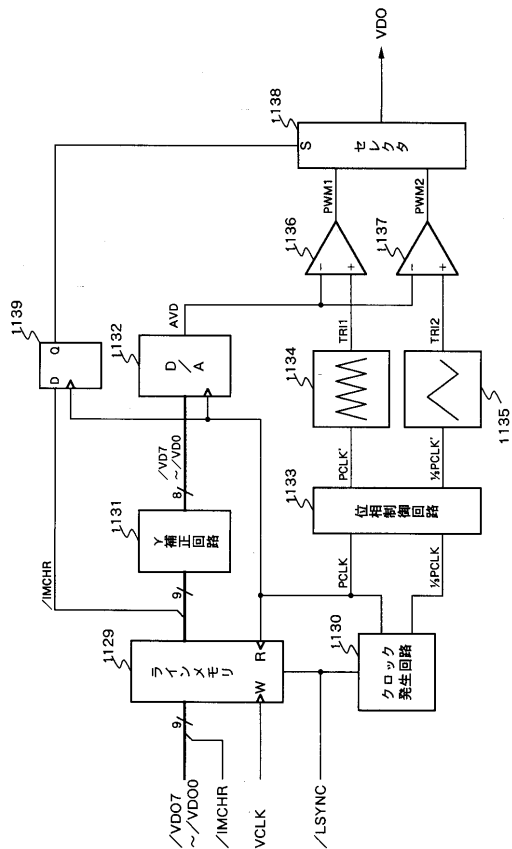 /VDO7
~/VDO0
/IMCHR
VCLK
/LSYNC
9
1129
ラインメモリ
W
R
/IMCHR
9
1131
γ補正回路
8
/VD7
~/VD0
1132
D/A
AVD
1139
D
Q
1130
クロック
発生回路
PCLK
⅓PCLK
1133
位相制御回路
PCLK'
⅓PCLK'
1134
TRI1
1135
TRI2
1136
-
+
PWM1
1137
-
+
PWM2
1138
S
セレクタ
VDO